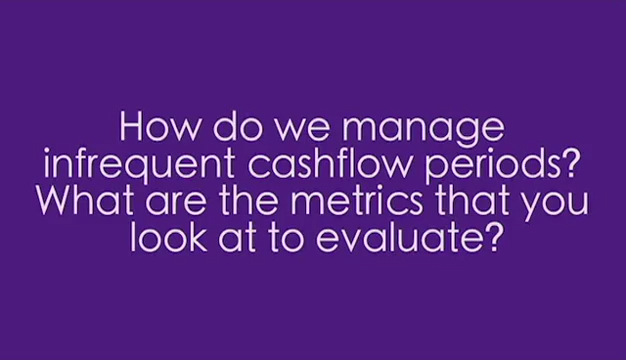 How do we manage
infrequent cashflow periods?
What are the metrics that you
look at to evaluate?